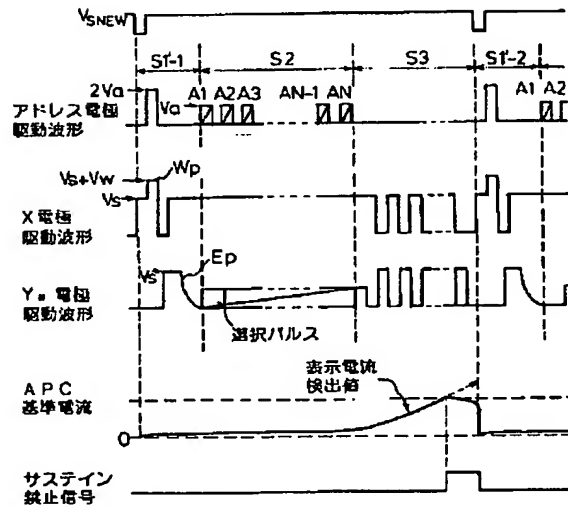 VSNEW
S1'-1 S2 S3 S1'-2
2Va
A1 A2 A3 AN-1 AN A1 A2
Va
アドレス電極
駆動波形
Vs+Vw Wp
Vs
X電極
駆動波形
Vs Ep
Yn電極
駆動波形
選択パルス
表示電流
検出値
APC
基準電流
0
サステイン
禁止信号